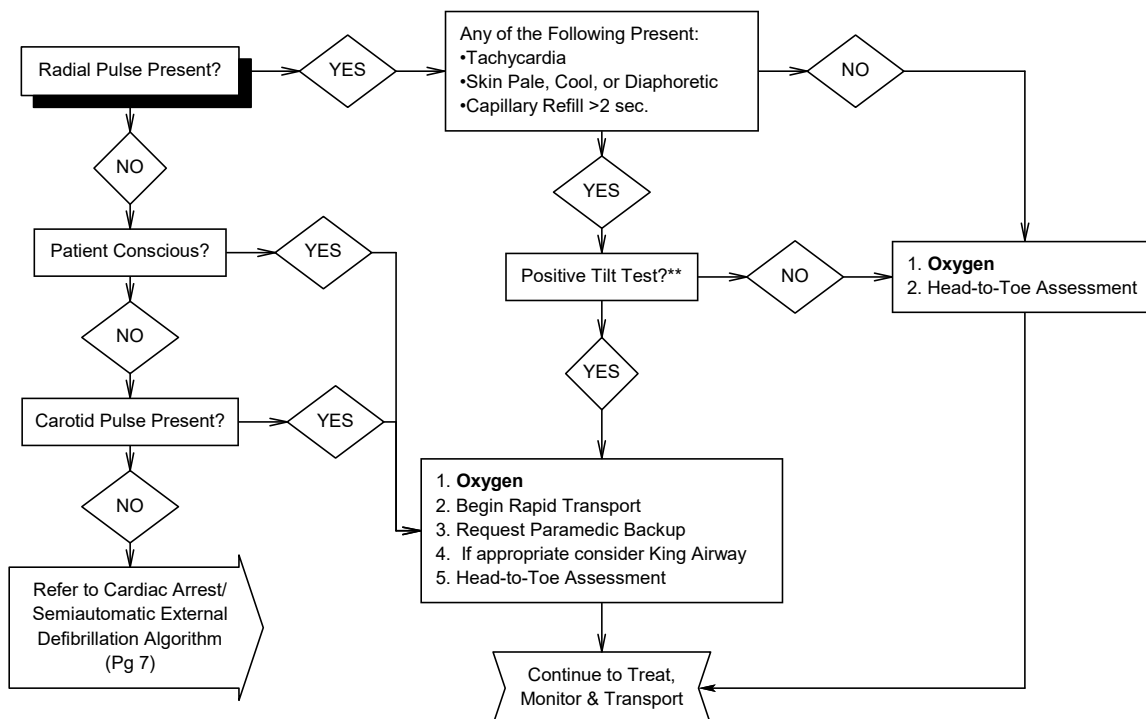 Radial Pulse Present?
YES
Any of the Following Present:
•Tachycardia
•Skin Pale, Cool, or Diaphoretic
•Capillary Refill >2 sec.
NO
NO
YES
Patient Conscious?
YES
Positive Tilt Test?**
NO
1. Oxygen
2. Head-to-Toe Assessment
NO
YES
Carotid Pulse Present?
YES
NO
1. Oxygen
2. Begin Rapid Transport
3. Request Paramedic Backup
4. If appropriate consider King Airway
5. Head-to-Toe Assessment
Refer to Cardiac Arrest/
Semiautomatic External
Defibrillation Algorithm
(Pg 7)
Continue to Treat,
Monitor & Transport